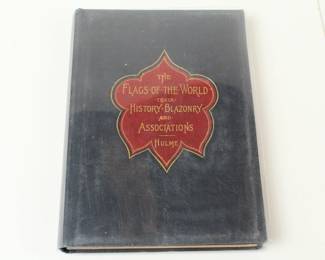 THE
FLAGS OF THE WORLD
THEIR
HISTORY·BLAZONRY
AND
ASSOCIATIONS
HULME